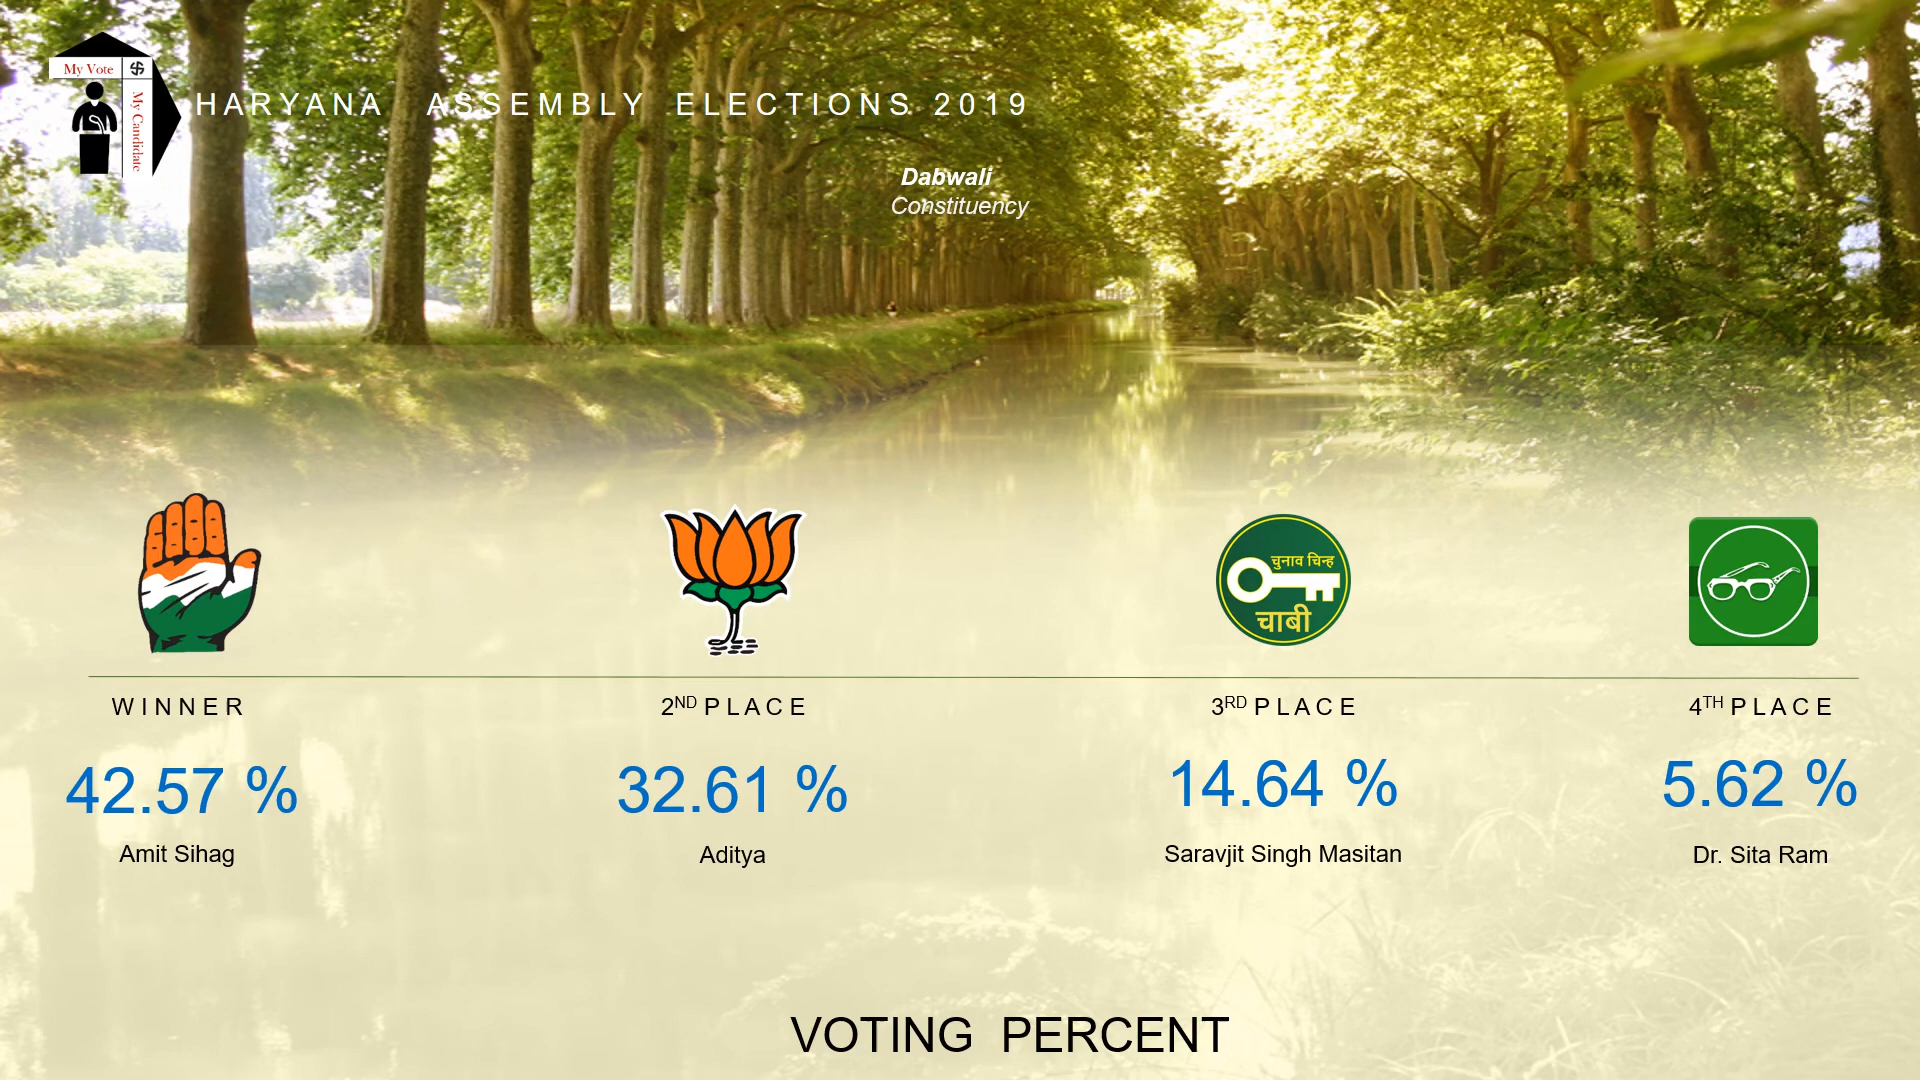 My Vote
My Candidate
HARYANA ASSEMBLY ELECTIONS 2019
Dabwali
Constituency
चुनाव चिन्ह
चाबी
WINNER
2ND PLACE
3RD PLACE
4TH PLACE
42.57 %
32.61 %
14.64 %
5.62 %
Amit Sihag
Aditya
Saravjit Singh Masitan
Dr. Sita Ram
VOTING PERCENT